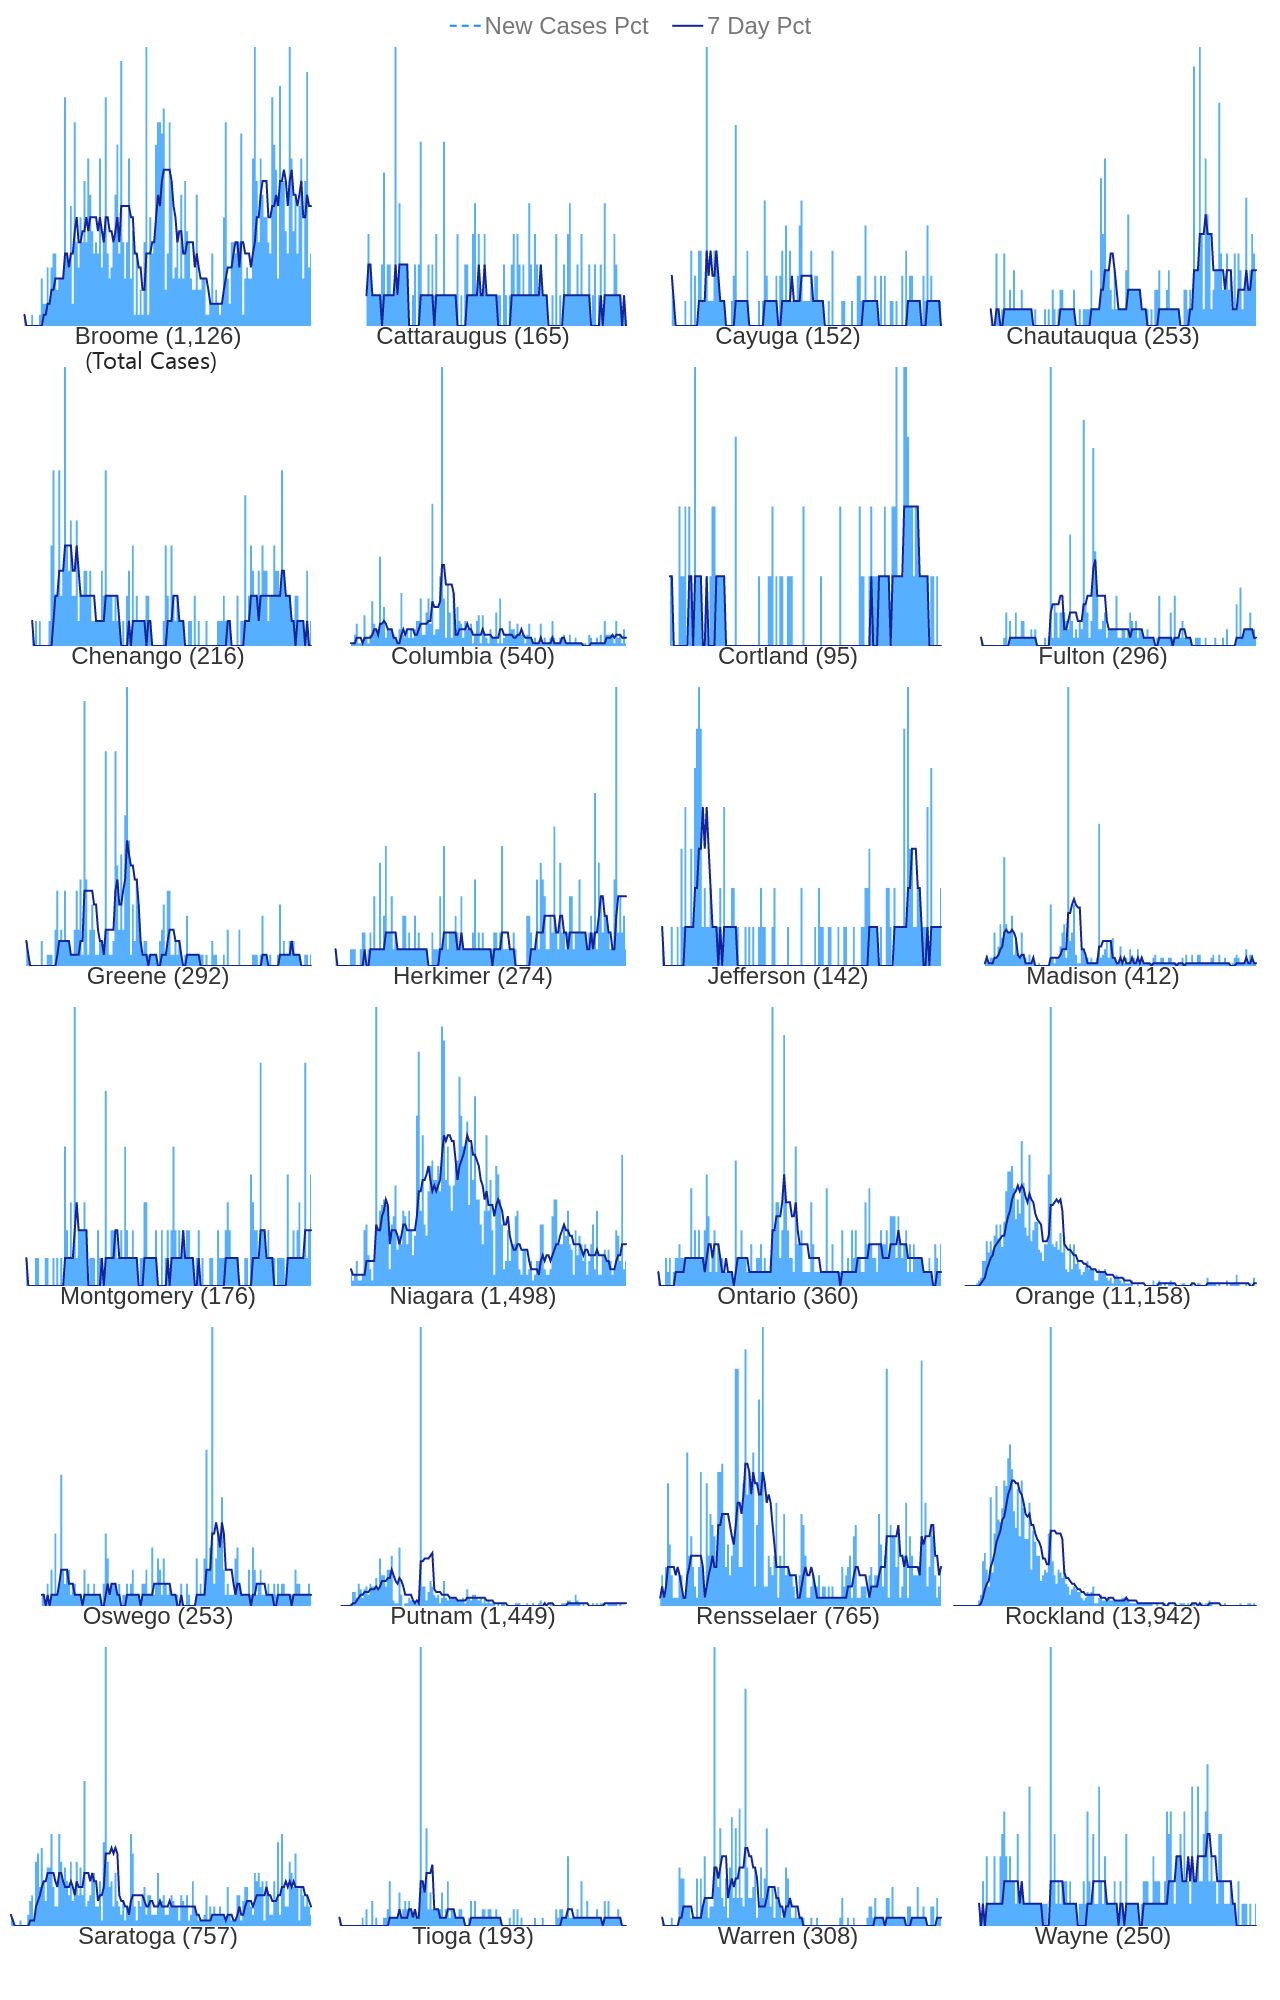 New Cases Pct 7 Day Pct
Broome (1,126) Cattaraugus (165) Cayuga (152) Chautauqua (253)
(Total Cases)
Chenango (216) Columbia (540) Cortland (95) Fulton (296)
Greene (292) Herkimer (274) Jefferson (142) Madison (412)
Montgomery (176) Niagara (1,498) Ontario (360) Orange (11,158)
Oswego (253) Putnam (1,449) Rensselaer (765) Rockland (13,942)
Saratoga (757) Tioga (193) Warren (308) Wayne (250)